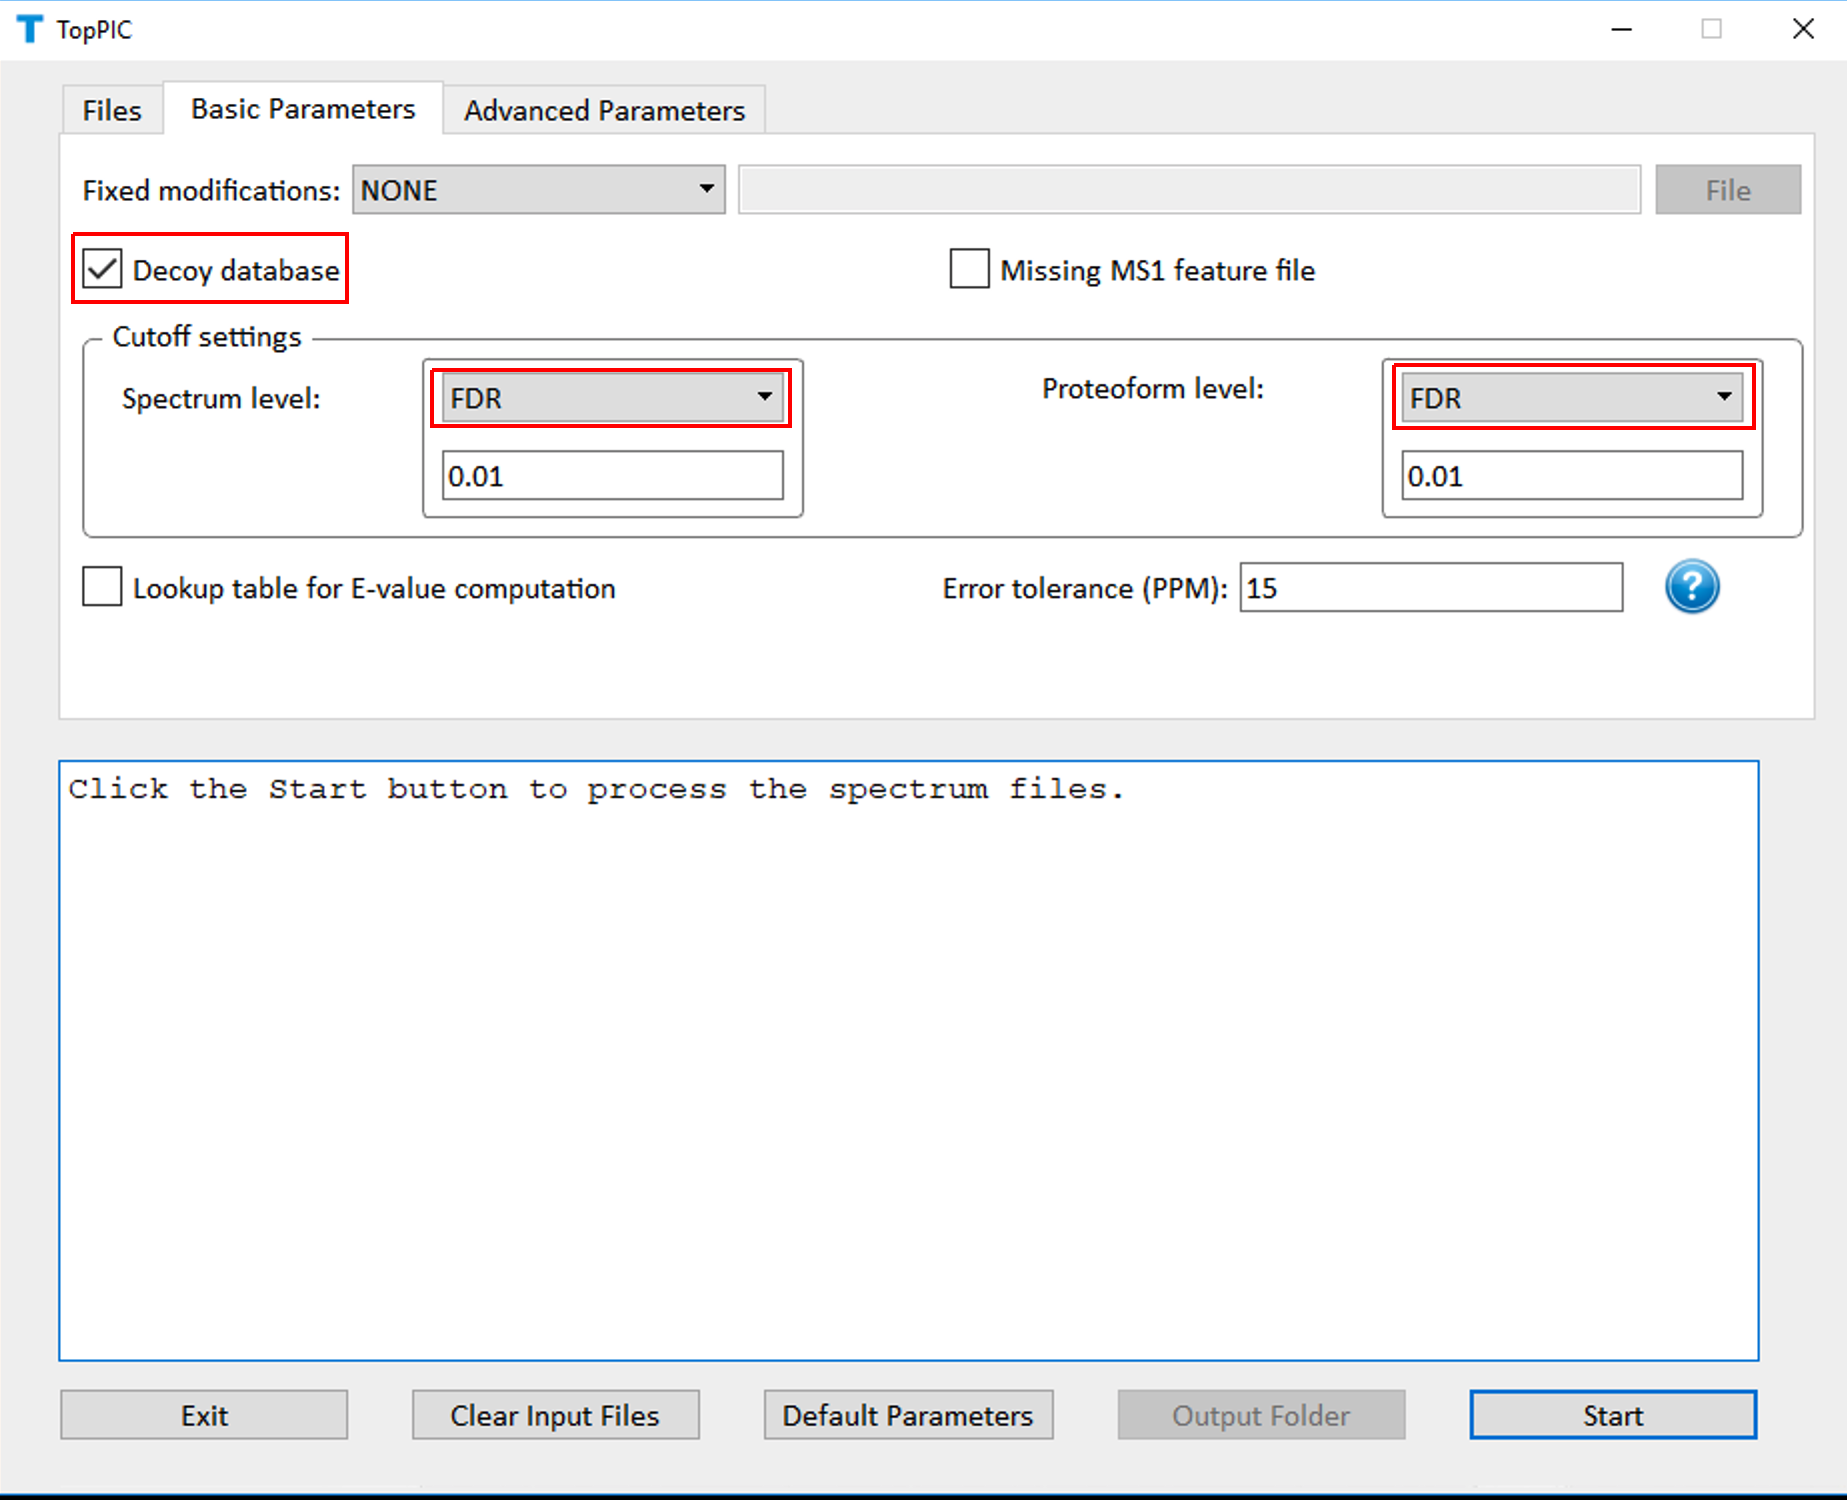 TopPIC
Files Basic Parameters Advanced Parameters
Fixed modifications: NONE File
Decoy database Missing MS1 feature file
Cutoff settings
Spectrum level: FDR Proteoform level: FDR
0.01 0.01
Lookup table for E-value computation Error tolerance (PPM): 15 ?
Click the Start button to process the spectrum files.
Exit Clear Input Files Default Parameters Output Folder Start